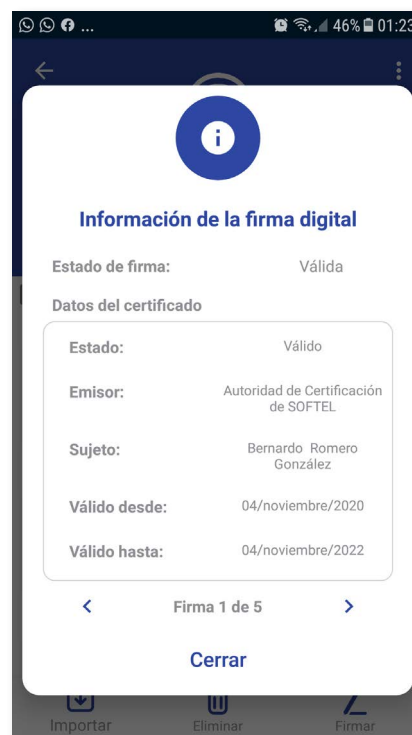 ... 46% 01:23
Información de la firma digital
Estado de firma: Válida
Datos del certificado
Estado: Válido
Emisor: Autoridad de Certificación
de SOFTEL
Sujeto: Bernardo Romero
González
Válido desde: 04/noviembre/2020
Válido hasta: 04/noviembre/2022
Firma 1 de 5
Cerrar
Importar Eliminar Firmar